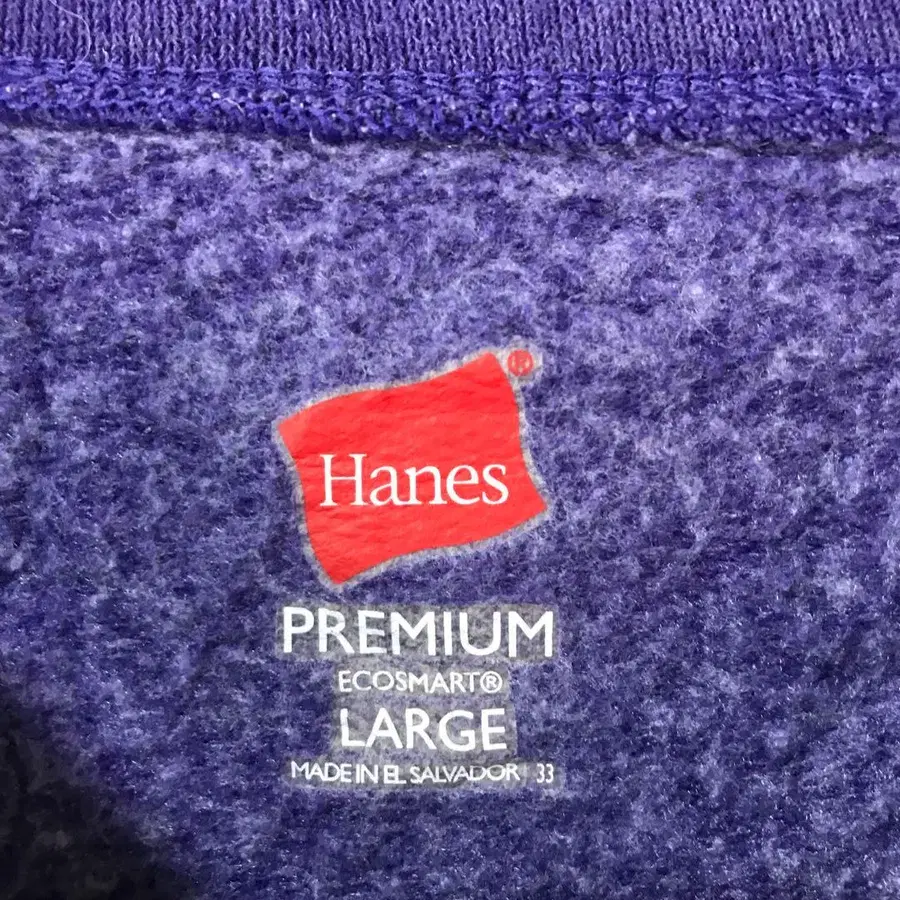 ®
Hanes
PREMIUM
ECOSMART®
LARGE
MADE IN EL SALVADOR 33